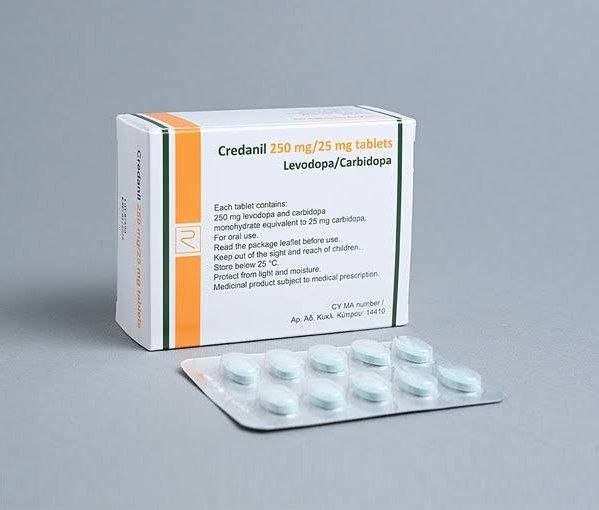 Credanil 250 mg/25 mg tablets
Levodopa/Carbidopa
Each tablet contains:
250 mg levodopa and carbidopa
monohydrate equivalent to 25 mg carbidopa.
For oral use.
Read the package leaflet before use.
Keep out of the sight and reach of children.
Store below 25 °C.
Protect from light and moisture.
Medicinal product subject to medical prescription.
CY MA number /
Αρ. Άδ. Κυκλ. Κύπρου: 14410
Credanil 250 mg/25 mg tablets